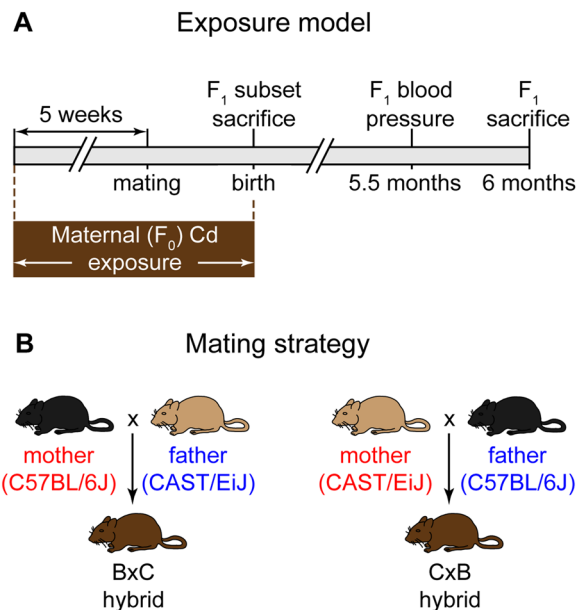 A Exposure model
5 weeks
F₁ subset
sacrifice
F₁ blood
pressure
F₁
sacrifice
mating
birth
5.5 months
6 months
Maternal (F₀) Cd
exposure
B Mating strategy
x
mother
(C57BL/6J)
father
(CAST/EiJ)
BxC
hybrid
x
mother
(CAST/EiJ)
father
(C57BL/6J)
CxB
hybrid